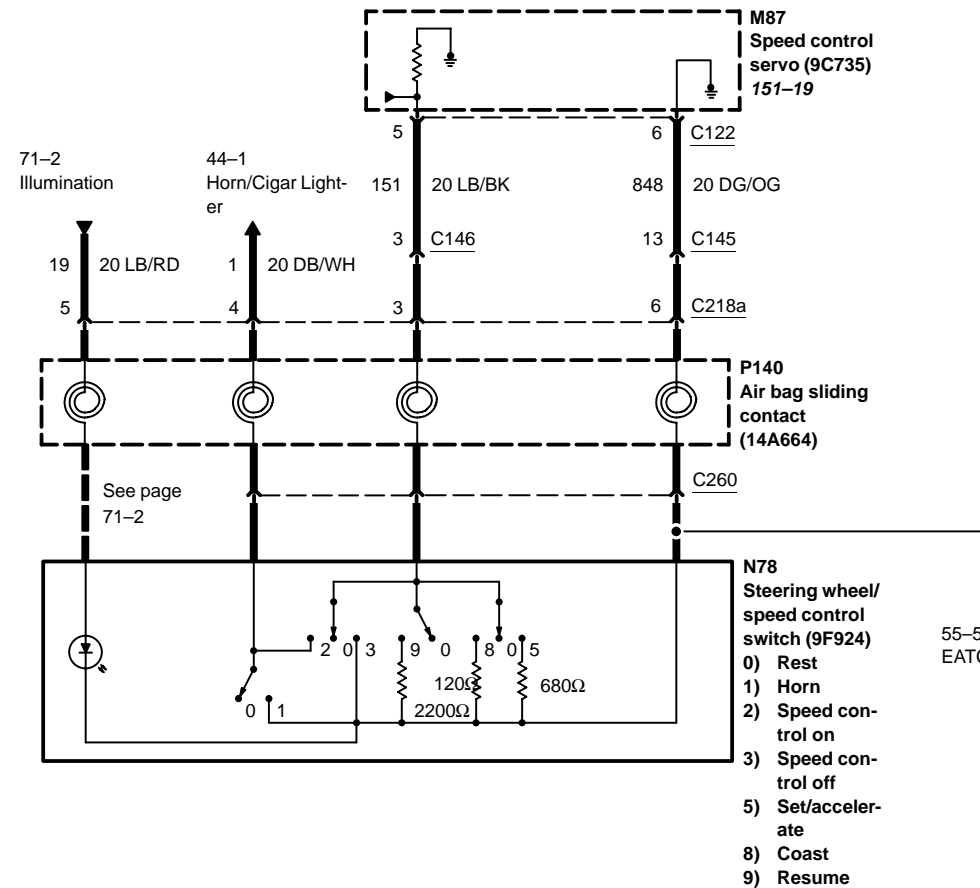 M87
Speed control
servo (9C735)
151–19
5
6
C122
71–2
Illumination
44–1
Horn/Cigar Light-
er
151
20 LB/BK
848
20 DG/OG
3
C146
13
C145
19
20 LB/RD
1
20 DB/WH
5
4
3
6
C218a
P140
Air bag sliding
contact
(14A664)
See page
71–2
C260
N78
Steering wheel/
speed control
switch (9F924)
0) Rest
1) Horn
2) Speed con-
trol on
3) Speed con-
trol off
5) Set/acceler-
ate
8) Coast
9) Resume
2 0 3
9 0
8 0 5
120Ω
680Ω
2200Ω
0 1
55–5
EATC